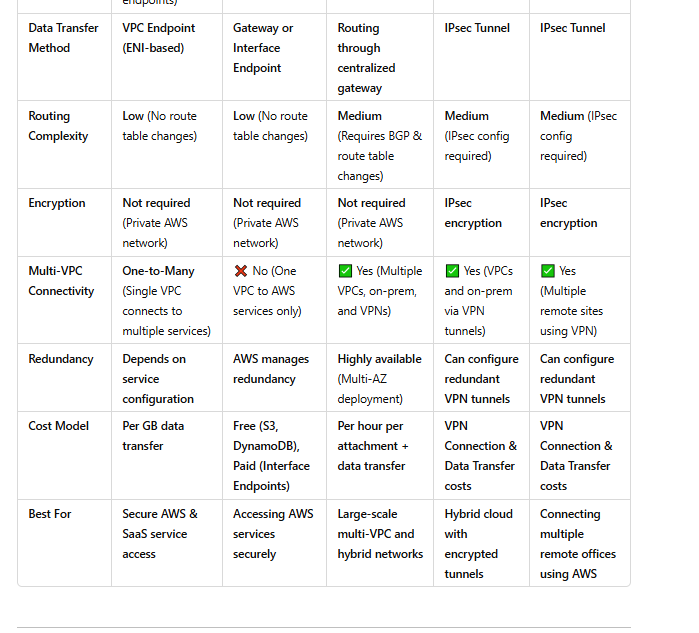 endpoints)
Data Transfer
Method
VPC Endpoint
(ENI-based)
Gateway or
Interface
Endpoint
Routing
through
centralized
gateway
IPsec Tunnel
IPsec Tunnel
Routing
Complexity
Low (No route
table changes)
Low (No route
table changes)
Medium
(Requires BGP &
route table
changes)
Medium
(IPsec config
required)
Medium (IPsec
config
required)
Encryption
Not required
(Private AWS
network)
Not required
(Private AWS
network)
Not required
(Private AWS
network)
IPsec
encryption
IPsec
encryption
Multi-VPC
Connectivity
One-to-Many
(Single VPC
connects to
multiple services)
❌ No (One
VPC to AWS
services only)
✅ Yes (Multiple
VPCs, on-prem,
and VPNs)
✅ Yes (VPCs
and on-prem
via VPN
tunnels)
✅ Yes
(Multiple
remote sites
using VPN)
Redundancy
Depends on
service
configuration
AWS manages
redundancy
Highly available
(Multi-AZ
deployment)
Can configure
redundant
VPN tunnels
Can configure
redundant
VPN tunnels
Cost Model
Per GB data
transfer
Free (S3,
DynamoDB),
Paid (Interface
Endpoints)
Per hour per
attachment +
data transfer
VPN
Connection &
Data Transfer
costs
VPN
Connection &
Data Transfer
costs
Best For
Secure AWS &
SaaS service
access
Accessing AWS
services
securely
Large-scale
multi-VPC and
hybrid networks
Hybrid cloud
with
encrypted
tunnels
Connecting
multiple
remote offices
using AWS